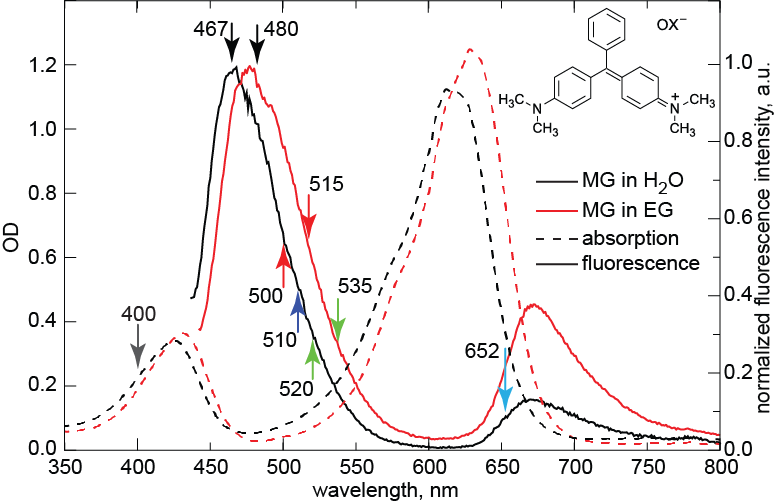 467
480
OX⁻
1.2
1.0
H₃C
N
CH₃
N⁺
CH₃
CH₃
1.0
0.8
515
MG in H₂O
0.8
MG in EG
0.6
OD
absorption
0.6
500
535
fluorescence
0.4
400
510
652
0.4
0.2
520
0.2
0.0
0.0
350
400
450
500
550
600
650
700
750
800
wavelength, nm
normalized fluorescence intensity, a.u.